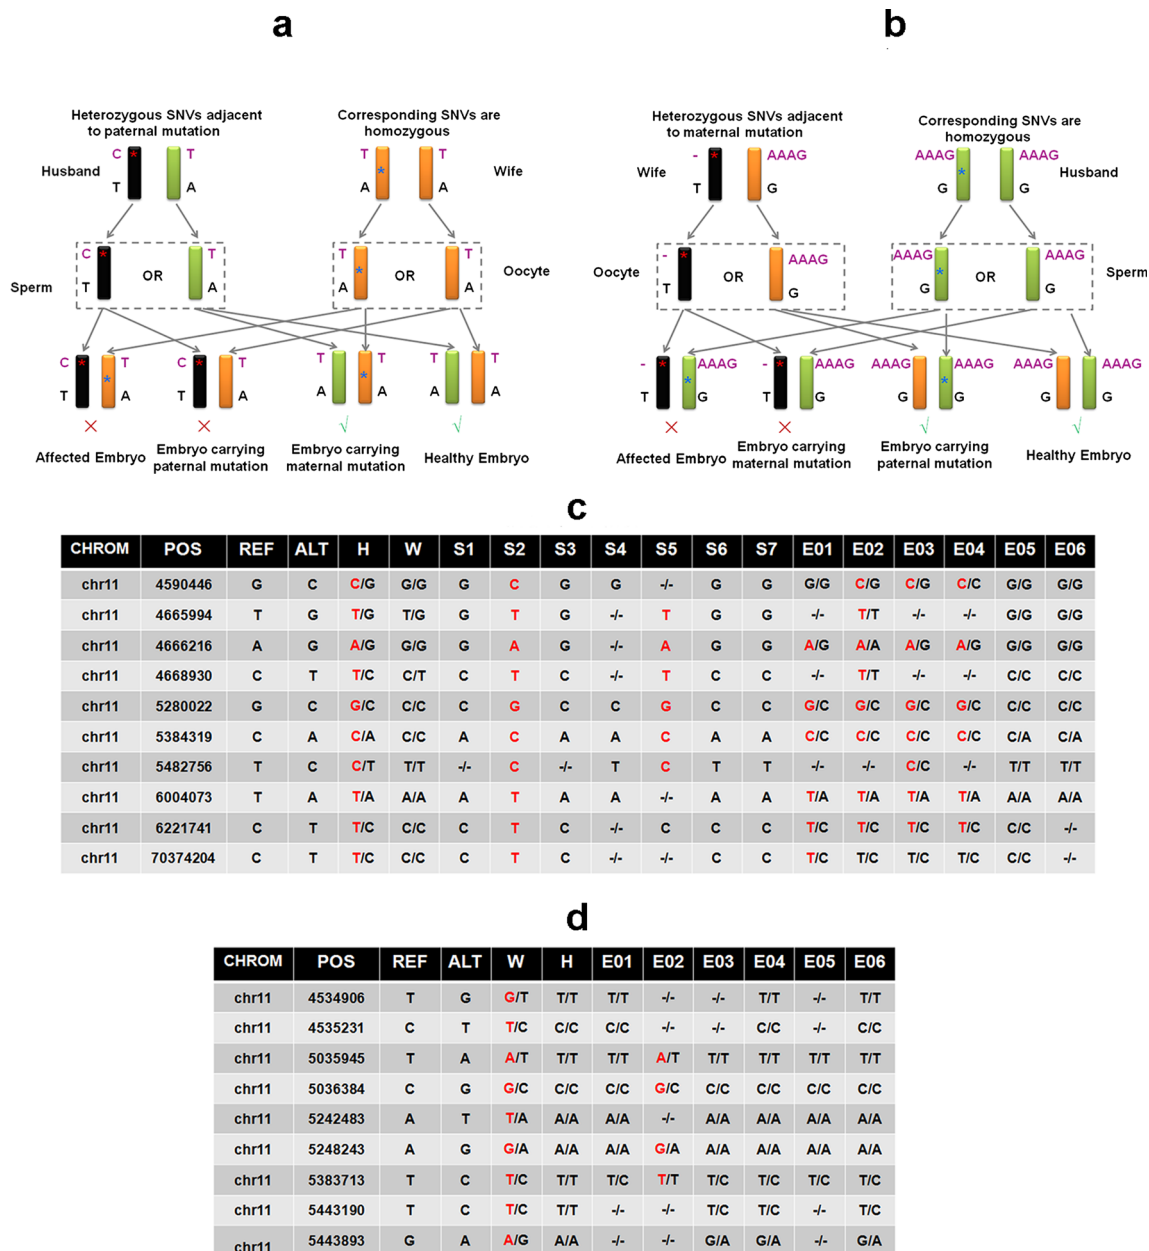 a
b
Heterozygous SNVs adjacent
to paternal mutation
Corresponding SNVs are
homozygous
C * T
T * T
Husband
Wife
T A
A A
Sperm
C * T
T OR A
T * T
A OR A
Oocyte
C * T
T * A
C * T
T A
T T
A * A
T T
A A
× × √ √
Affected Embryo
Embryo carrying
paternal mutation
Embryo carrying
maternal mutation
Healthy Embryo
Heterozygous SNVs adjacent
to maternal mutation
Corresponding SNVs are
homozygous
- * AAAG
AAAG * AAAG
Wife
Husband
T G
G G
Oocyte
- * AAAG
T OR G
AAAG * AAAG
G OR G
Sperm
- * AAAG
T * G
- * AAAG
T G
AAAG AAAG
G * G
AAAG AAAG
G G
× × √ √
Affected Embryo
Embryo carrying
maternal mutation
Embryo carrying
paternal mutation
Healthy Embryo
c
CHROM POS REF ALT H W S1 S2 S3 S4 S5 S6 S7 E01 E02 E03 E04 E05 E06
chr11 4590446 G C C/G G/G G C G G -/- G G G/G C/G C/G C/C G/G G/G
chr11 4665994 T G T/G T/G G T G -/- T G G -/- T/T -/- -/- G/G G/G
chr11 4666216 A G A/G G/G G A G -/- A G G A/G A/A A/G A/G G/G G/G
chr11 4668930 C T T/C C/T C T C -/- T C C -/- T/T -/- -/- C/C C/C
chr11 5280022 G C G/C C/C C G C C G C C G/C G/C G/C G/C C/C C/C
chr11 5384319 C A C/A C/C A C A A C A A C/C C/C C/C C/C C/A C/A
chr11 5482756 T C C/T T/T -/- C -/- T C T T -/- -/- C/C -/- T/T T/T
chr11 6004073 T A T/A A/A A T A A -/- A A T/A T/A T/A T/A A/A A/A
chr11 6221741 C T T/C C/C C T C -/- C C C T/C T/C T/C T/C C/C -/-
chr11 70374204 C T T/C C/C C T C -/- -/- C C T/C T/C T/C T/C C/C -/-
d
CHROM POS REF ALT W H E01 E02 E03 E04 E05 E06
chr11 4534906 T G G/T T/T T/T -/- -/- T/T -/- T/T
chr11 4535231 C T T/C C/C C/C -/- -/- C/C -/- C/C
chr11 5035945 T A A/T T/T T/T A/T T/T T/T T/T T/T
chr11 5036384 C G G/C C/C C/C G/C C/C C/C C/C C/C
chr11 5242483 A T T/A A/A A/A -/- A/A A/A A/A A/A
chr11 5248243 A G G/A A/A A/A G/A A/A A/A A/A A/A
chr11 5383713 T C T/C T/T T/C T/T T/C T/C T/C T/C
chr11 5443190 T C T/C T/T -/- -/- T/C T/C -/- T/C
chr11 5443893 G A A/G A/A -/- -/- G/A G/A -/- G/A